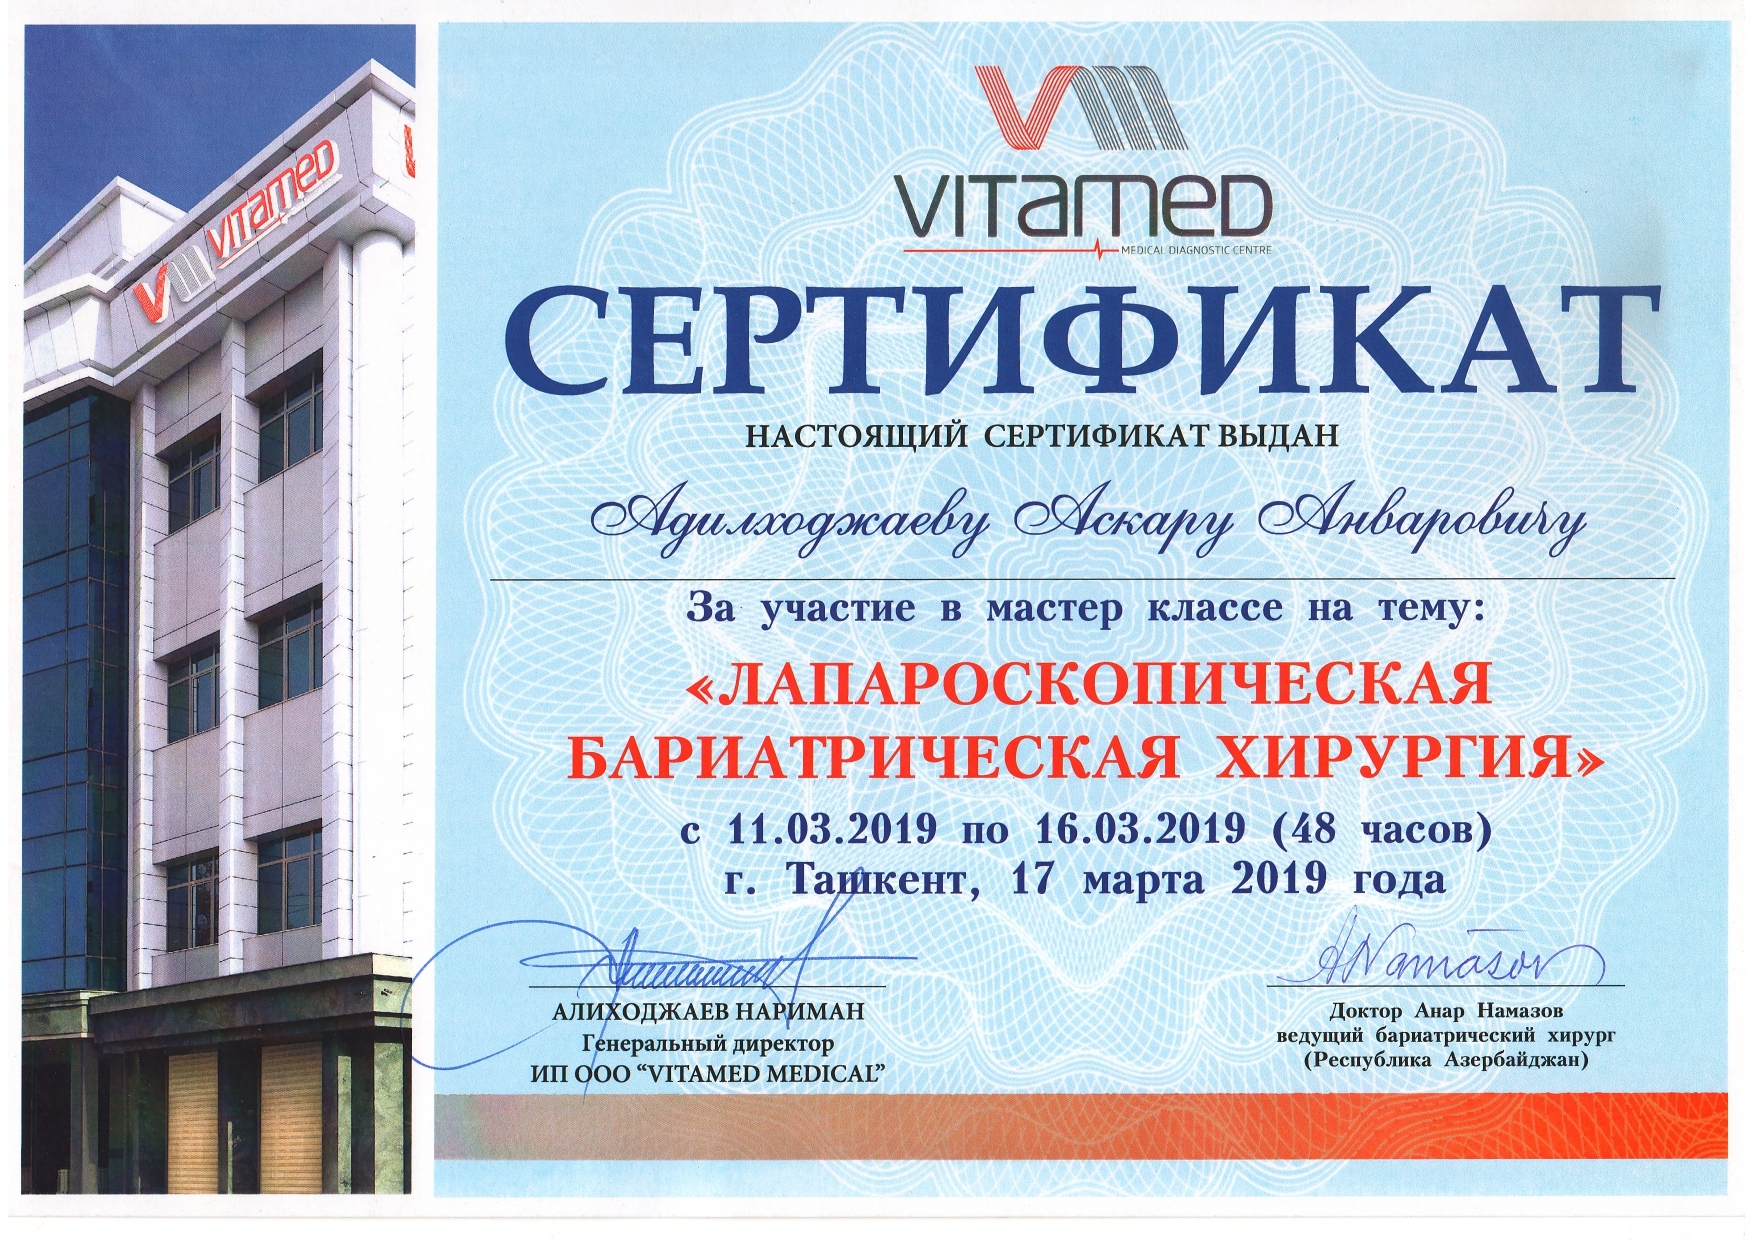 VITAMED
VM
VITAMED
MEDICAL DIAGNOSTIC CENTRE
СЕРТИФИКАТ
НАСТОЯЩИЙ СЕРТИФИКАТ ВЫДАН
Адилходжаеву Аскару Анваровичу
За участие в мастер классе на тему:
«ЛАПАРОСКОПИЧЕСКАЯ
БАРИАТРИЧЕСКАЯ ХИРУРГИЯ»
с 11.03.2019 по 16.03.2019 (48 часов)
г. Ташкент, 17 марта 2019 года
ANamazov
АЛИХОДЖАЕВ НАРИМАН
Генеральный директор
ИП ООО “VITAMED MEDICAL”
Доктор Анар Намазов
ведущий бариатрический хирург
(Республика Азербайджан)